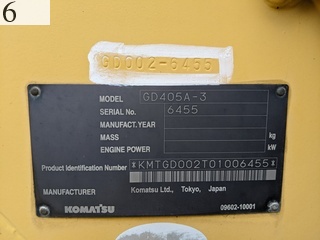 6
GD002-6455
MODEL GD405A-3
SERIAL No. 6455
MANUFACT.YEAR
MASS kg
ENGINE POWER kW
Product Identification Number *KMTGD002T01006455*
MANUFACTURER Komatsu Ltd., Tokyo, Japan
KOMATSU 09602-10001